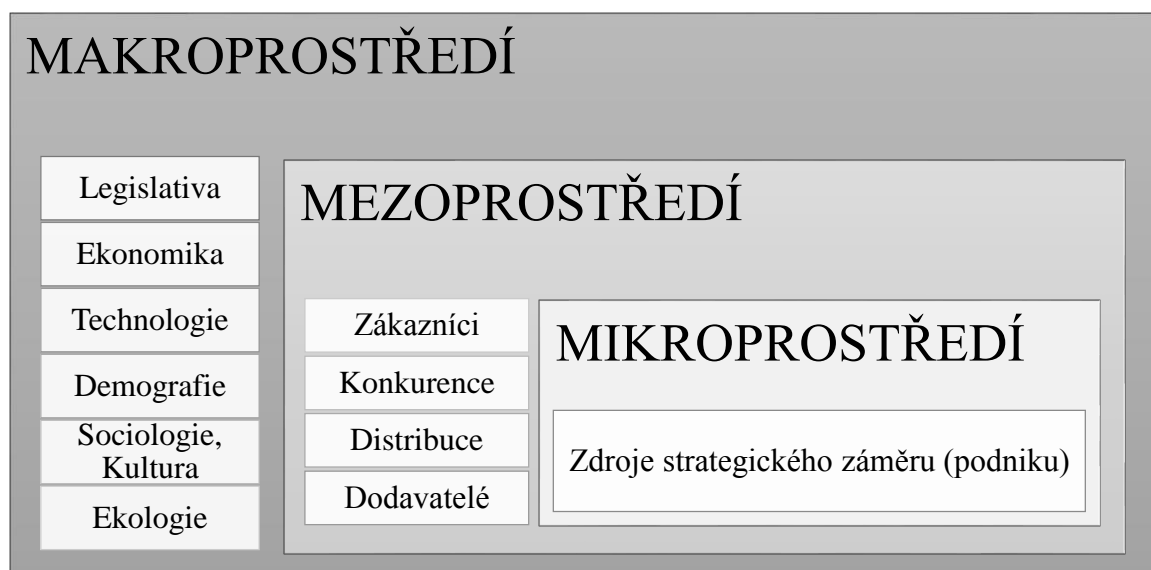 MAKROPROSTŘEDÍ
Legislativa
Ekonomika
Technologie
Demografie
Sociologie,
Kultura
Ekologie
MEZOPROSTŘEDÍ
Zákazníci
Konkurence
Distribuce
Dodavatelé
MIKROPROSTŘEDÍ
Zdroje strategického záměru (podniku)